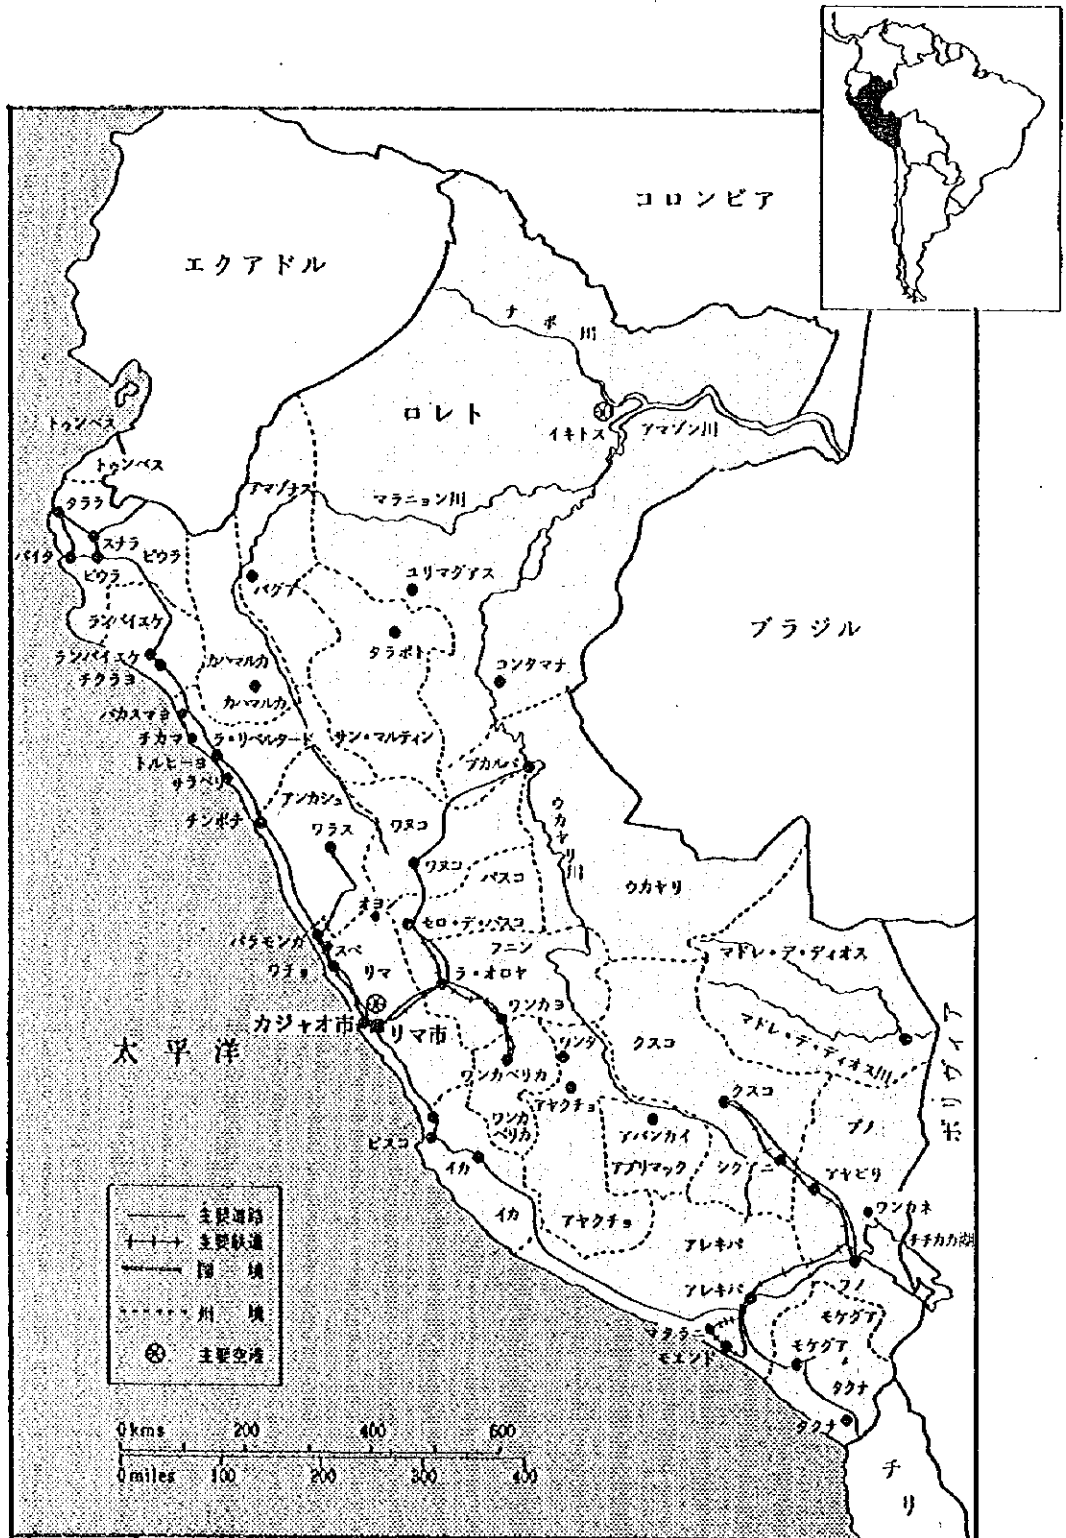 コロンビア
エクアドル
ナポ川
ロレト
イキトス
アマゾン川
トゥンベス
トゥンベス
アマゾナス
マラニョン川
タララ
スナラ
パイタ
ピウラ
ピウラ
バグア
ユリマグアス
ランバイエケ
タラポト
ブラジル
ランバイエケ
チクラヨ
カハマルカ
コンタマナ
カハマルカ
パカスマヨ
チカマ
ラ・リベルタード
サン・マルティン
トルヒーヨ
サラベリ
プカルパ
アンカシュ
ウカヤリ川
チンボテ
ワラス
ワヌコ
ワヌコ
パスコ
ウカヤリ
オヨン
セロ・デ・パスコ
パラモンガ
スペ
フニン
マドレ・デ・ディオス
ワチョ
リマ
ラ・オロヤ
ワンカヨ
カジャオ市
リマ市
ワンタ
クスコ
マドレ・デ・ディオス川
太平洋
ワンカベリカ
クスコ
ボリヴィア
アヤクチョ
ワンカ
ベリカ
アバンカイ
プノ
ピスコ
イカ
アプリマック
シクアニ
アヤビリ
イカ
アヤクチョ
ワンカネ
チチカカ湖
アレキパ
アレキパ
プノ
モケグア
マタラニ
モエンド
モケグア
タクナ
タクナ
チリ
主要道路
主要鉄道
国境
州境
主要空港
0 kms 200 400 600
0 miles 100 200 300 400